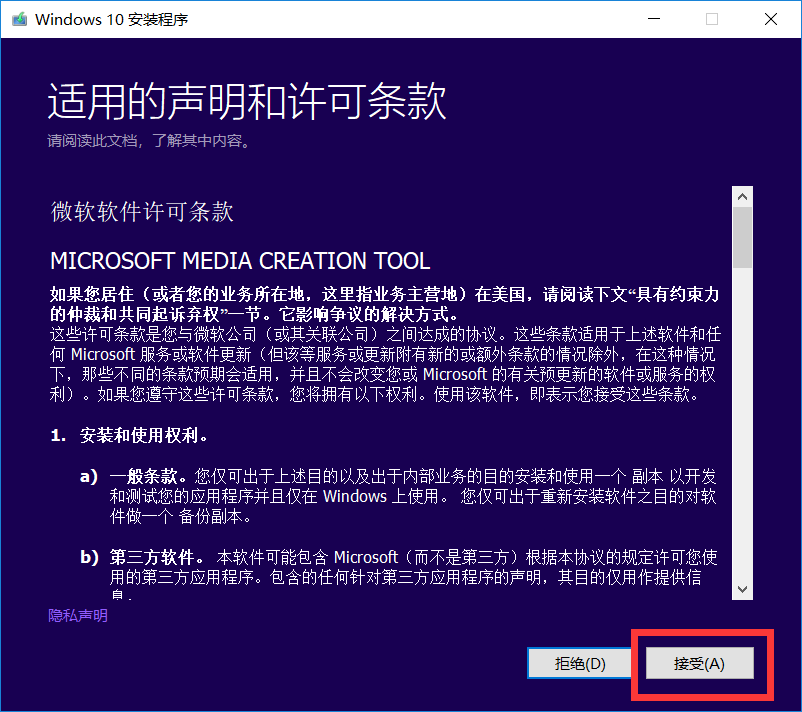 Windows 10 安装程序
适用的声明和许可条款
请阅读此文档，了解其中内容。
微软软件许可条款
MICROSOFT MEDIA CREATION TOOL
如果您居住（或者您的业务所在地，这里指业务主营地）在美国，请阅读下文“具有约束力
的仲裁和共同起诉弃权”一节。它影响争议的解决方式。
这些许可条款是您与微软公司（或其关联公司）之间达成的协议。这些条款适用于上述软件和任
何 Microsoft 服务或软件更新（但该等服务或更新附有新的或额外条款的情况除外，在这种情况
下，那些不同的条款预期会适用，并且不会改变您或 Microsoft 的有关预更新的软件或服务的权
利）。如果您遵守这些许可条款，您将拥有以下权利。使用该软件，即表示您接受这些条款。
1. 安装和使用权利。
a) 一般条款。您仅可出于上述目的以及出于内部业务的目的安装和使用一个 副本 以开发
和测试您的应用程序并且仅在 Windows 上使用。 您仅可出于重新安装软件之目的对软
件做一个 备份副本。
b) 第三方软件。 本软件可能包含 Microsoft（而不是第三方）根据本协议的规定许可您使
用的第三方应用程序。包含的任何针对第三方应用程序的声明，其目的仅用作提供信
息。
隐私声明
拒绝(D)
接受(A)